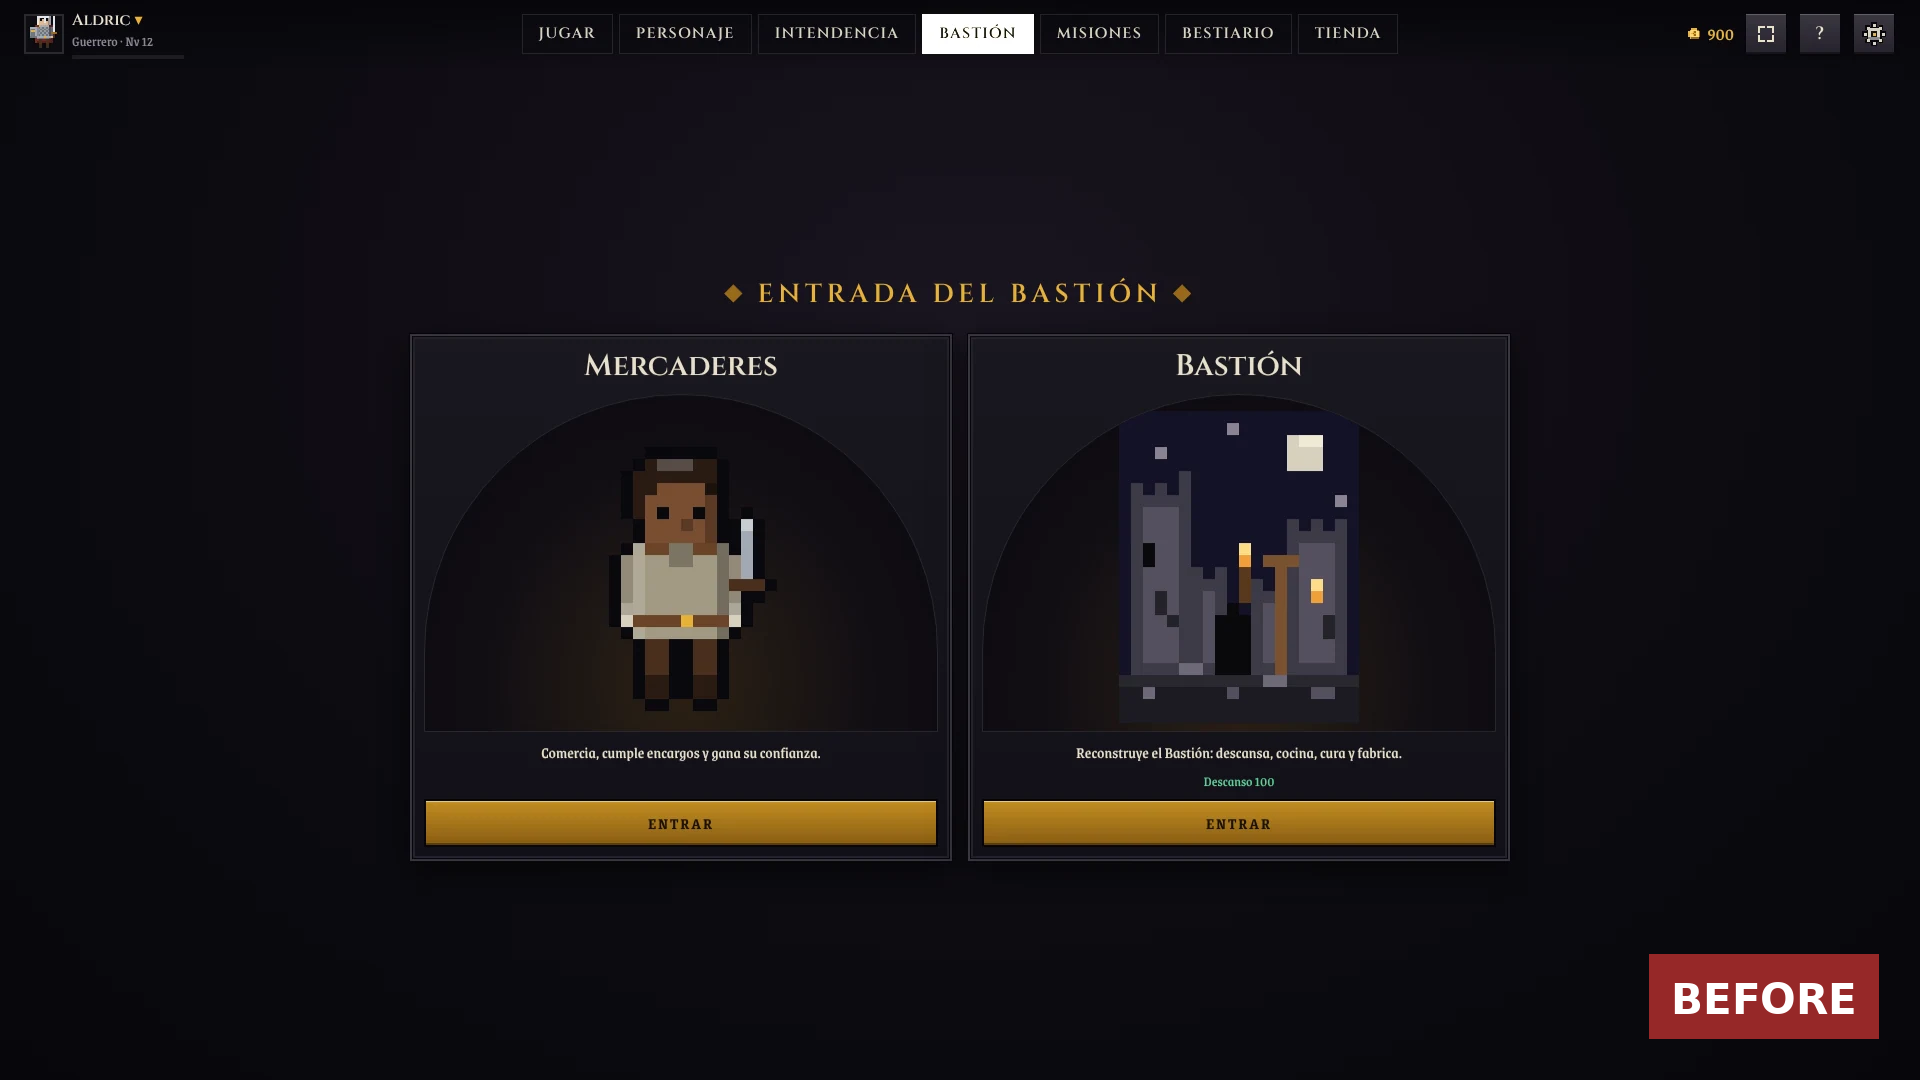 ALDRIC ▼
Guerrero · Nv 12
JUGAR
PERSONAJE
INTENDENCIA
BASTIÓN
MISIONES
BESTIARIO
TIENDA
900
?
◆ ENTRADA DEL BASTIÓN ◆
MERCADERES
Comercia, cumple encargos y gana su confianza.
ENTRAR
BASTIÓN
Reconstruye el Bastión: descansa, cocina, cura y fabrica.
Descanso 100
ENTRAR
BEFORE